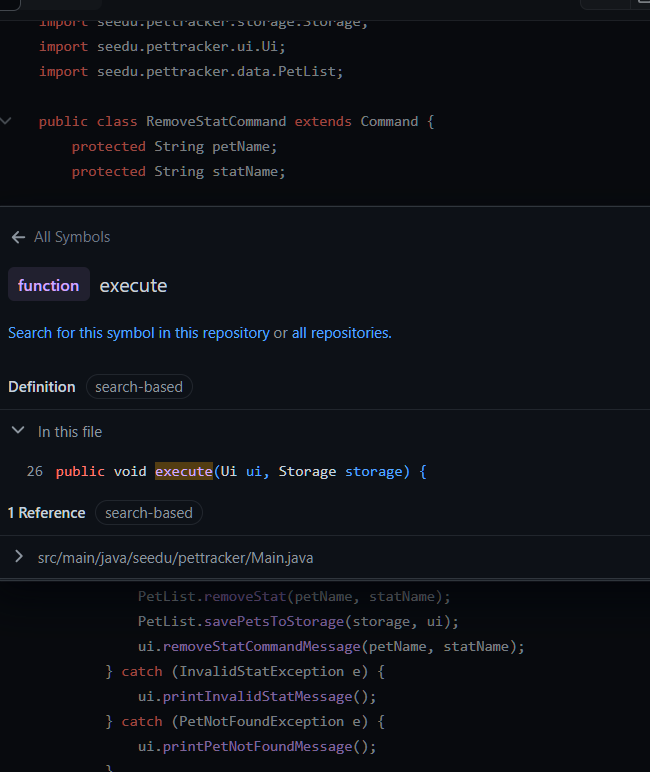 import seedu.pettracker.storage.Storage;
import seedu.pettracker.ui.Ui;
import seedu.pettracker.data.PetList;
public class RemoveStatCommand extends Command {
protected String petName;
protected String statName;
All Symbols
function execute
Search for this symbol in this repository or all repositories.
Definition search-based
In this file
26 public void execute(Ui ui, Storage storage) {
1 Reference search-based
src/main/java/seedu/pettracker/Main.java
PetList.removeStat(petName, statName);
PetList.savePetsToStorage(storage, ui);
ui.removeStatCommandMessage(petName, statName);
} catch (InvalidStatException e) {
ui.printInvalidStatMessage();
} catch (PetNotFoundException e) {
ui.printPetNotFoundMessage();
}